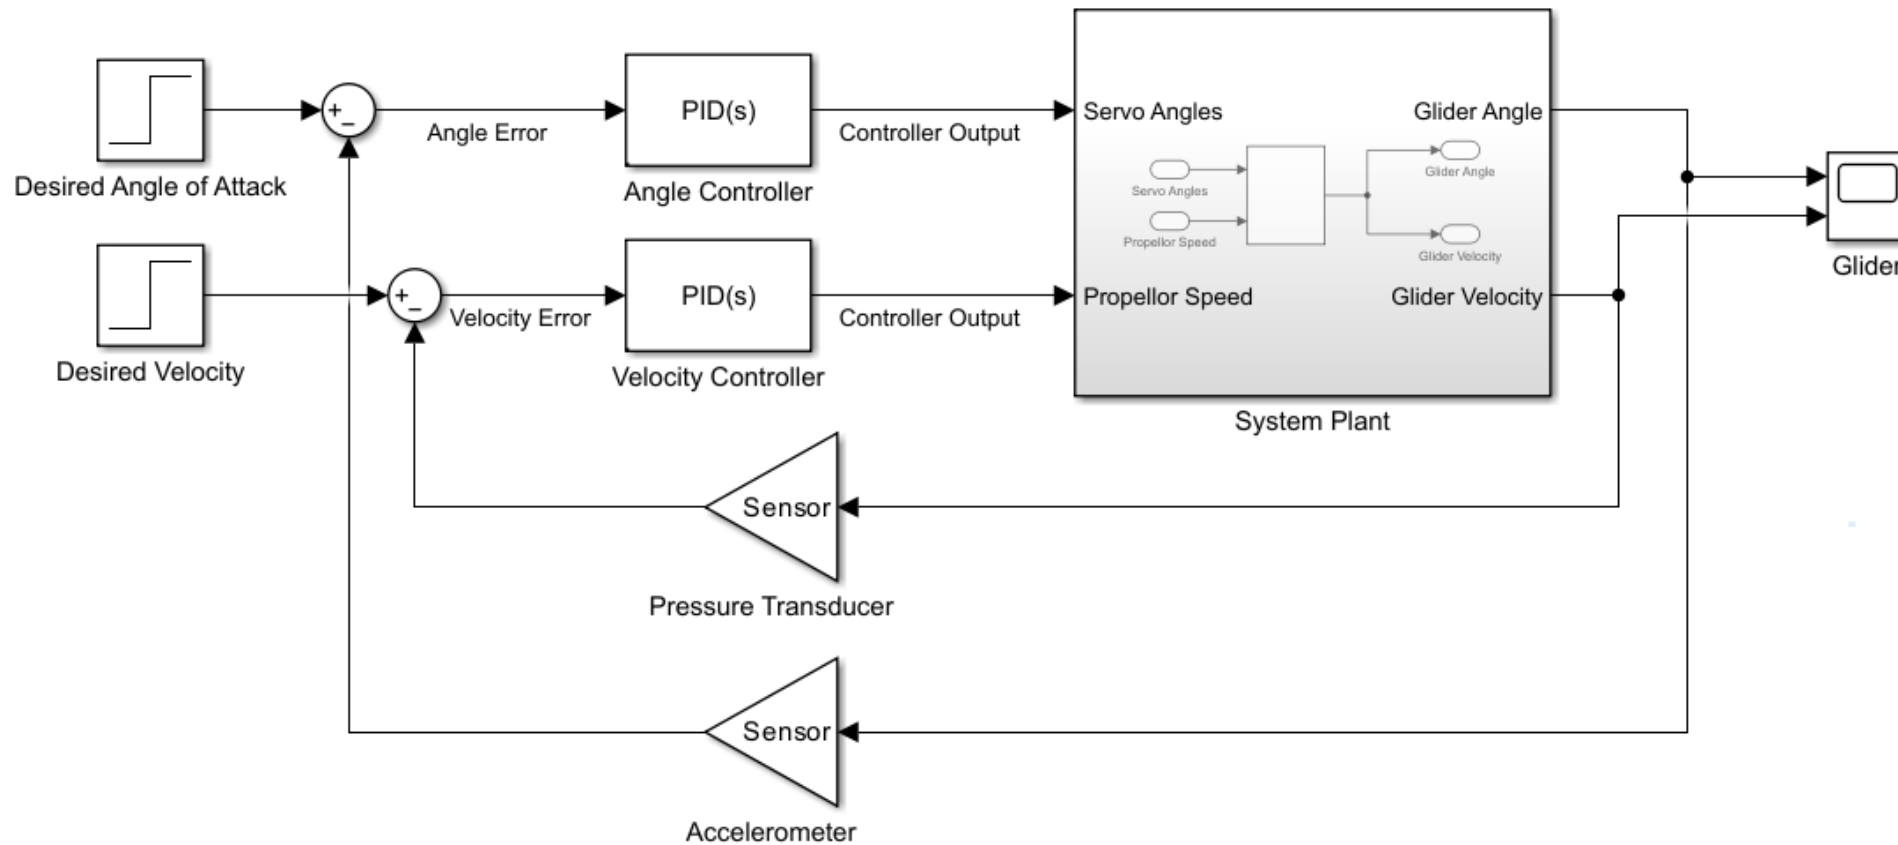 +
−
Angle Error
PID(s)
Controller Output
Servo Angles
Glider Angle
Servo Angles
Glider Angle
Propellor Speed
Glider Velocity
Desired Angle of Attack
Angle Controller
+
−
Velocity Error
PID(s)
Controller Output
Propellor Speed
Glider Velocity
Glider
Desired Velocity
Velocity Controller
System Plant
Sensor
Pressure Transducer
Sensor
Accelerometer